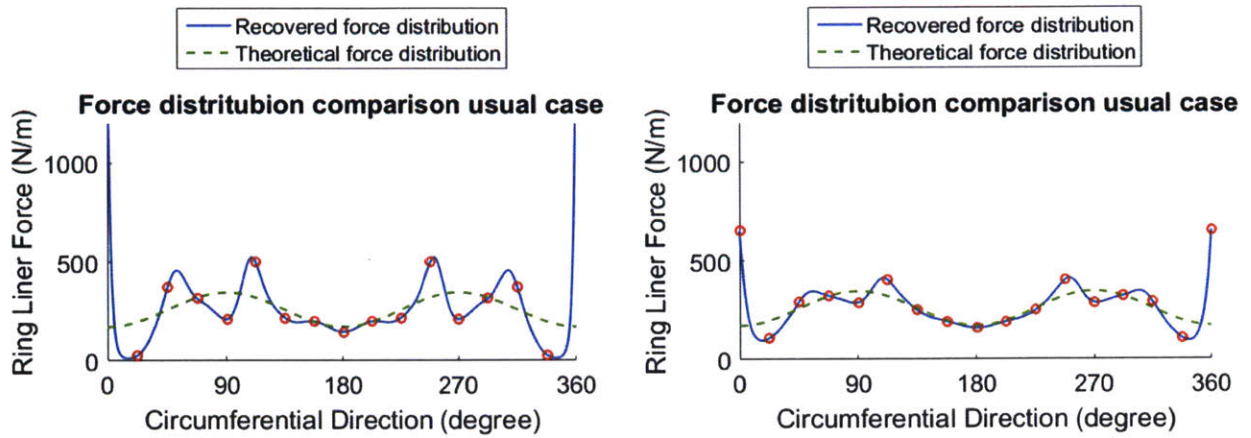 Recovered force distribution
Theoretical force distribution
Force distritubion comparison usual case
Ring Liner Force (N/m)
1000
500
0
0 90 180 270 360
Circumferential Direction (degree)
Recovered force distribution
Theoretical force distribution
Force distritubion comparison usual case
Ring Liner Force (N/m)
1000
500
0
0 90 180 270 360
Circumferential Direction (degree)